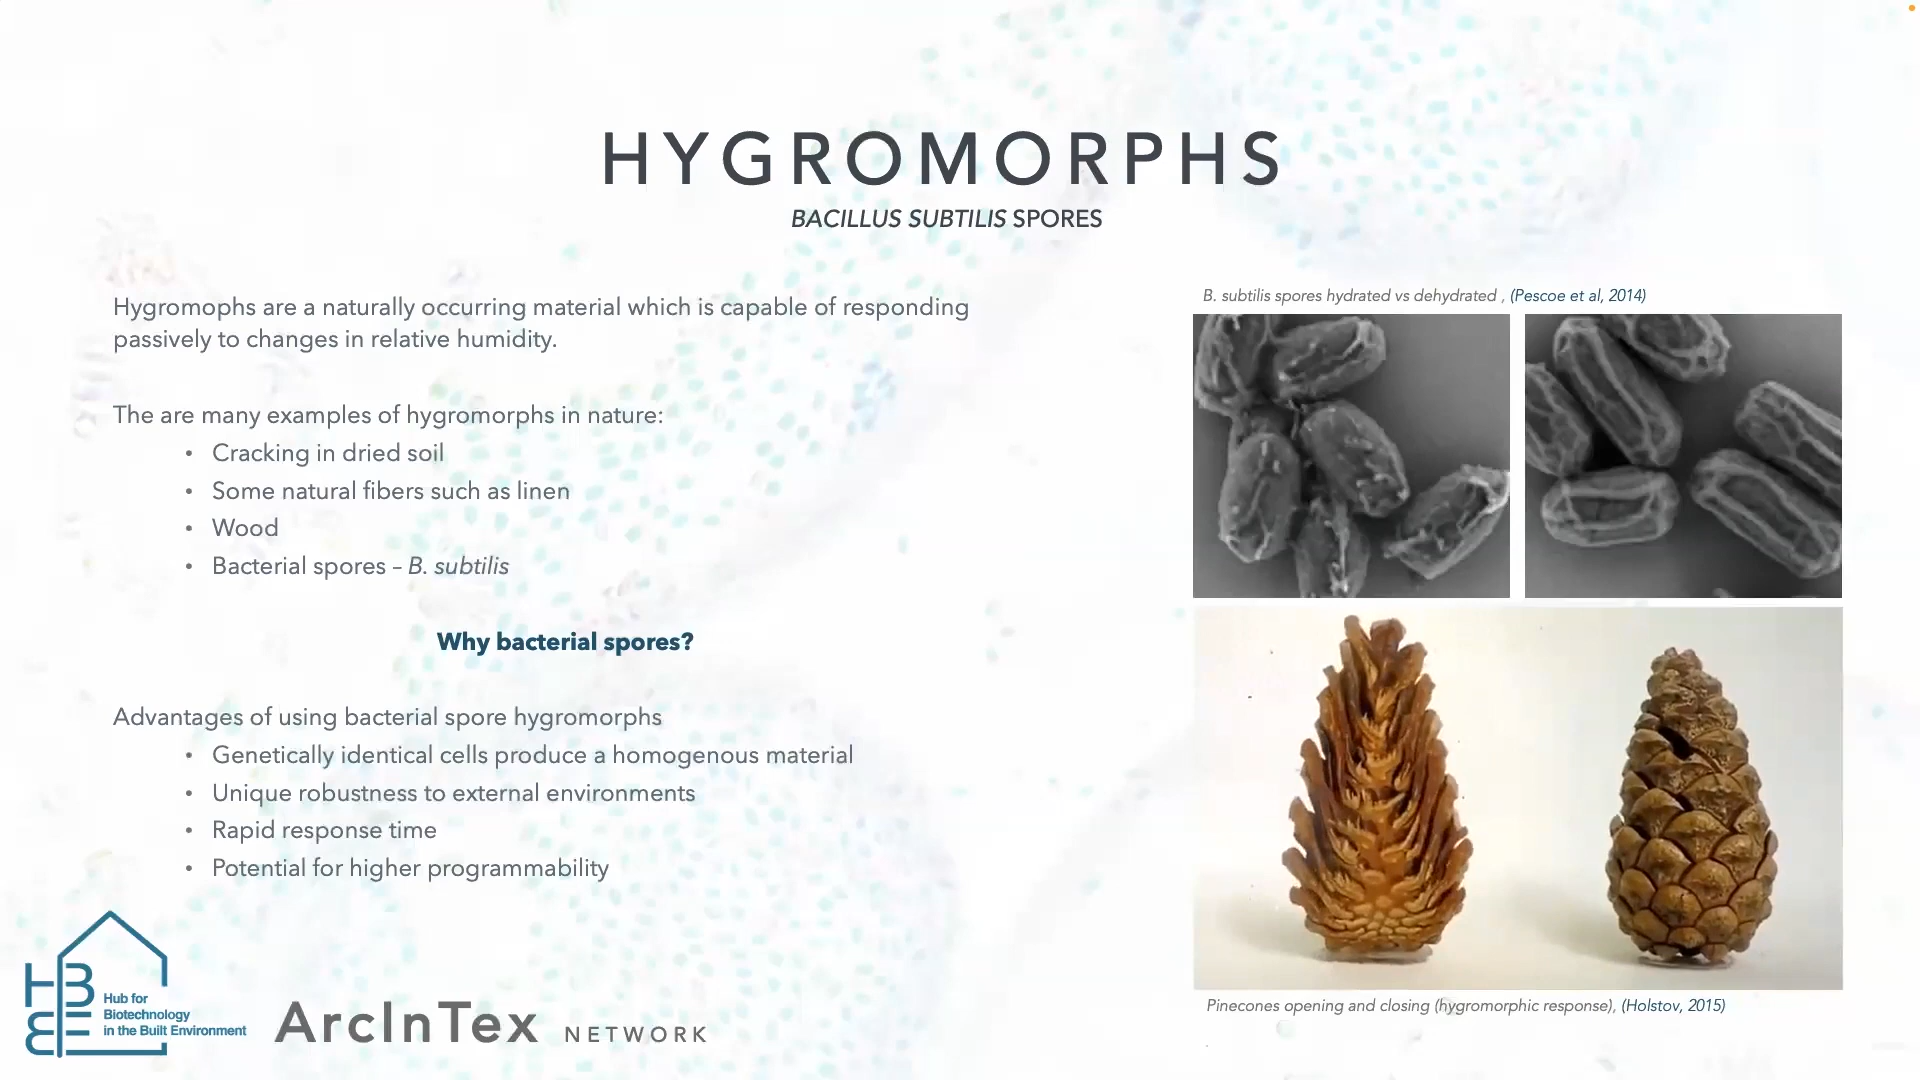 HYGROMORPHS
BACILLUS SUBTILIS SPORES
Hygromophs are a naturally occurring material which is capable of responding
passively to changes in relative humidity.
The are many examples of hygromorphs in nature:
• Cracking in dried soil
• Some natural fibers such as linen
• Wood
• Bacterial spores – B. subtilis
Why bacterial spores?
Advantages of using bacterial spore hygromorphs
• Genetically identical cells produce a homogenous material
• Unique robustness to external environments
• Rapid response time
• Potential for higher programmability
B. subtilis spores hydrated vs dehydrated , (Pescoe et al, 2014)
Pinecones opening and closing (hygromorphic response), (Holstov, 2015)
HBBE
Hub for
Biotechnology
in the Built Environment
ArcInTex NETWORK